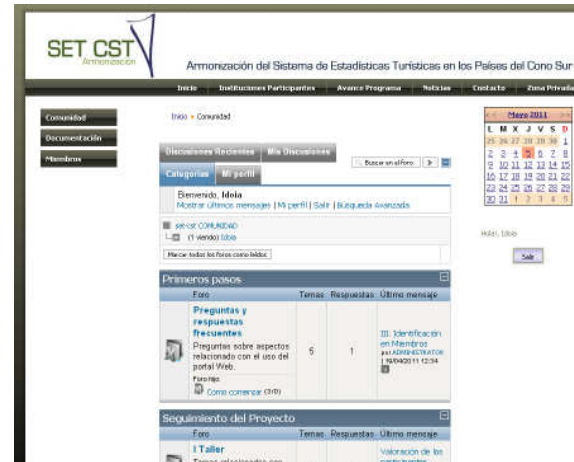 SET CST
Armonización
Armonización del Sistema de Estadísticas Turísticas en los Países del Cono Sur
Inicio Instituciones Participantes Avance Programa Noticias Contacto Zona Privada
Comunidad
Documentación
Miembros
Inicio Comunidad
Discusiones Recientes Mis Discusiones
Categorías Mi perfil
Buscar en el foro
Bienvenido, Idoia
Mostrar últimos mensajes | Mi perfil | Salir | Búsqueda Avanzada
set-cst COMUNIDAD
(1 viendo) Idoia
Marcar todos los foros como leídos
Primeros pasos
Foro Temas Respuestas Último mensaje
Preguntas y
respuestas
frecuentes
Preguntas sobre aspectos
relacionado con el uso del
portal Web.
Foro hijo
Como comenzar (0/0)
5 1
III. Identificación
en Miembros
por ADMINISTRATOR
| 19/04/2011 12:34
Seguimiento del Proyecto
Foro Temas Respuestas Último mensaje
I Taller
Temas relacionados con
Valoración de los
participantes
<< Mayo 2011 >>
L M X J V S D
25 26 27 28 29 30 1
2 3 4 5 6 7 8
9 10 11 12 13 14 15
16 17 18 19 20 21 22
23 24 25 26 27 28 29
30 31 1 2 3 4 5
Hola!, Idoia
Salir